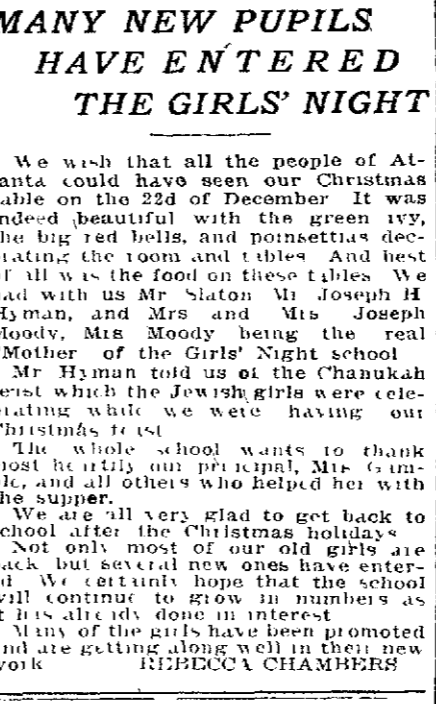 MANY NEW PUPILS
HAVE ENTERED
THE GIRLS' NIGHT
We wish that all the people of At-
anta could have seen our Christmas
able on the 22d of December It was
ndeed beautiful with the green ivy,
he big red bells, and poinsettias dec-
rating the room and tables And best
of all was the food on these tables We
had with us Mr Slaton Mr Joseph H
Hyman, and Mrs and Mrs Joseph
Moody, Mrs Moody being the real
"Mother of the Girls' Night school
Mr Hyman told us of the Chanukah
feast which the Jewish girls were cele-
brating while we were having our
Christmas feast
The whole school wants to thank
most heartily our principal, Mrs Gam-
ble, and all others who helped her with
the supper.
We are all very glad to get back to
school after the Christmas holidays
Not only most of our old girls are
back but several new ones have enter-
ed We certainly hope that the school
will continue to grow in numbers as
it has already done in interest
Many of the girls have been promoted
and are getting along well in their new
work REBECCA CHAMBERS